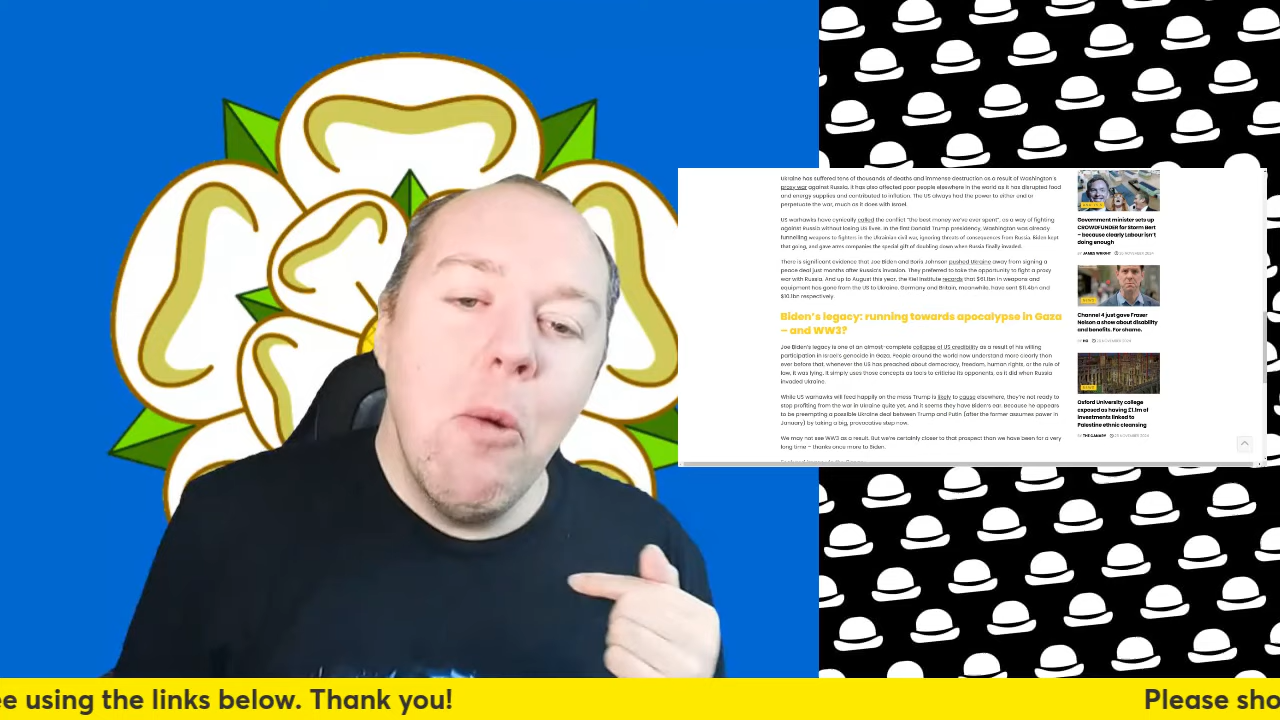 Ukraine has suffered tens of thousands of deaths and immense destruction as a result of Washington's
proxy war against Russia. It has also affected poor people elsewhere in the world as it has disrupted food
and energy supplies and contributed to inflation. The US always had the power to either end or
perpetuate the war, much as it does with Israel.
US warhawks have cynically called the conflict "the best money we've ever spent", as a way of fighting
against Russia without losing US lives. In the first Donald Trump presidency, Washington was already
funnelling weapons to fighters in the Ukrainian civil war, ignoring threats of consequences from Russia. Biden kept
that going, and gave arms companies the special gift of doubling down when Russia finally invaded.
There is significant evidence that Joe Biden and Boris Johnson pushed Ukraine away from signing a
peace deal just months after Russia's invasion. They preferred to take the opportunity to fight a proxy
war with Russia. And up to August this year, the Kiel Institute records that $61.1bn in weapons and
equipment has gone from the US to Ukraine. Germany and Britain, meanwhile, have sent $11.4bn and
$10.1bn respectively.
Biden's legacy: running towards apocalypse in Gaza
– and WW3?
Joe Biden's legacy is one of an almost-complete collapse of US credibility as a result of his willing
participation in Israel's genocide in Gaza. People around the world now understand more clearly than
ever before that, whenever the US has preached about democracy, freedom, human rights, or the rule of
law, it was lying. It simply uses those concepts as tools to criticise its opponents, as it did when Russia
invaded Ukraine.
While US warhawks will feed happily on the mess Trump is likely to cause elsewhere, they're not ready to
stop profiting from the war in Ukraine quite yet. And it seems they have Biden's ear. Because he appears
to be preempting a possible Ukraine deal between Trump and Putin (after the former assumes power in
January) by taking a big, provocative step now.
We may not see WW3 as a result. But we're certainly closer to that prospect than we have been for a very
long time – thanks once more to Biden.
Government minister sets up
CROWDFUNDER for Storm Bert
– because clearly Labour isn't
doing enough
BY JAMES WRIGHT
Channel 4 just gave Fraser
Nelson a show about disability
and benefits. For shame.
Oxford University college
exposed as having £1.1m of
investments linked to
Palestine ethnic cleansing
BY THE CANARY
ee using the links below. Thank you!
Please sho